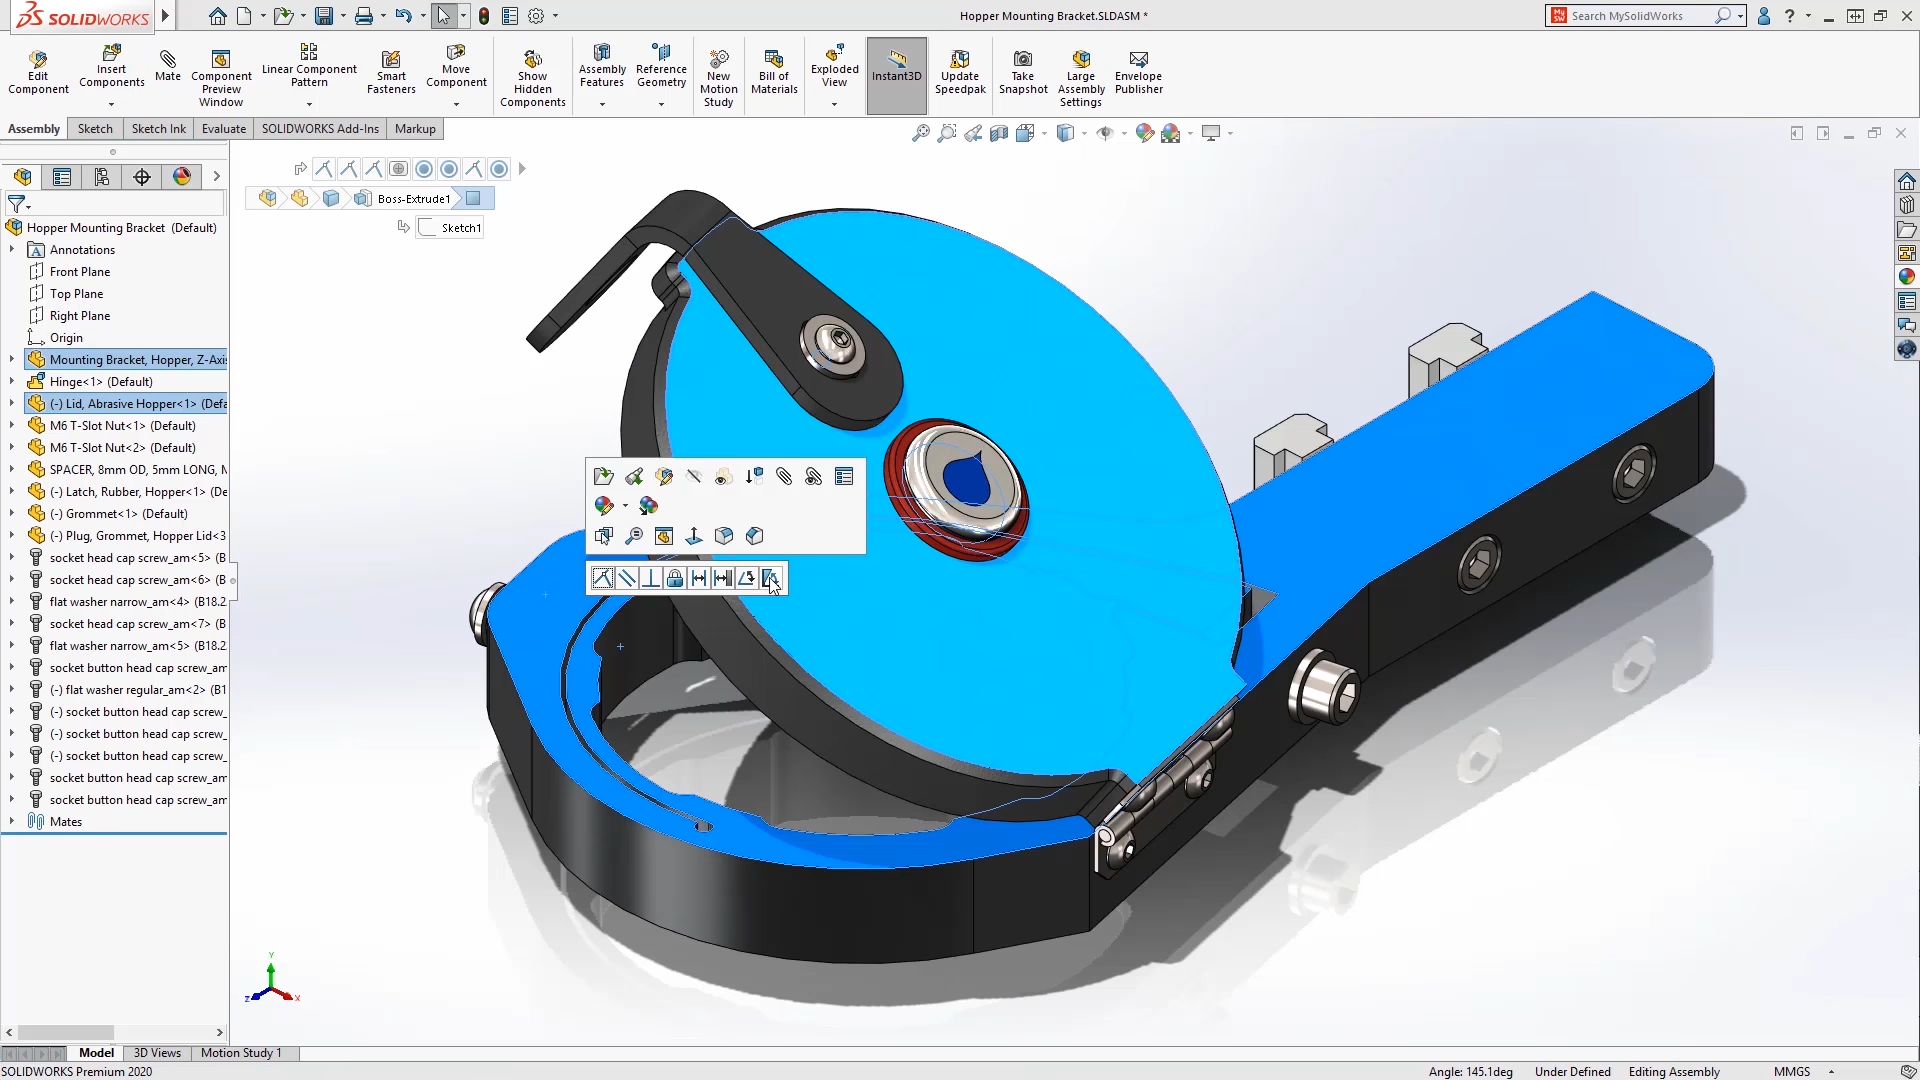 SOLIDWORKS
Hopper Mounting Bracket.SLDASM *
Search MySolidWorks
Edit Component
Insert Components
Mate
Component Preview Window
Linear Component Pattern
Smart Fasteners
Move Component
Show Hidden Components
Assembly Features
Reference Geometry
New Motion Study
Bill of Materials
Exploded View
Instant3D
Update Speedpak
Take Snapshot
Large Assembly Settings
Envelope Publisher
Assembly
Sketch
Sketch Ink
Evaluate
SOLIDWORKS Add-Ins
Markup
Boss-Extrude1
Sketch1
Hopper Mounting Bracket (Default)
Annotations
Front Plane
Top Plane
Right Plane
Origin
Mounting Bracket, Hopper, Z-Axis
Hinge<1> (Default)
(-) Lid, Abrasive Hopper<1> (Defa
M6 T-Slot Nut<1> (Default)
M6 T-Slot Nut<2> (Default)
SPACER, 8mm OD, 5mm LONG, M
(-) Latch, Rubber, Hopper<1> (De
(-) Grommet<1> (Default)
(-) Plug, Grommet, Hopper Lid<3
socket head cap screw_am<5> (B
socket head cap screw_am<6> (B
flat washer narrow_am<4> (B18.2
socket head cap screw_am<7> (B
flat washer narrow_am<5> (B18.2
socket button head cap screw_am
(-) flat washer regular_am<2> (B1
(-) socket button head cap screw_
(-) socket button head cap screw_
(-) socket button head cap screw_
socket button head cap screw_am
socket button head cap screw_am
Mates
Y
Z
X
Model
3D Views
Motion Study 1
SOLIDWORKS Premium 2020
Angle: 145.1deg
Under Defined
Editing Assembly
MMGS